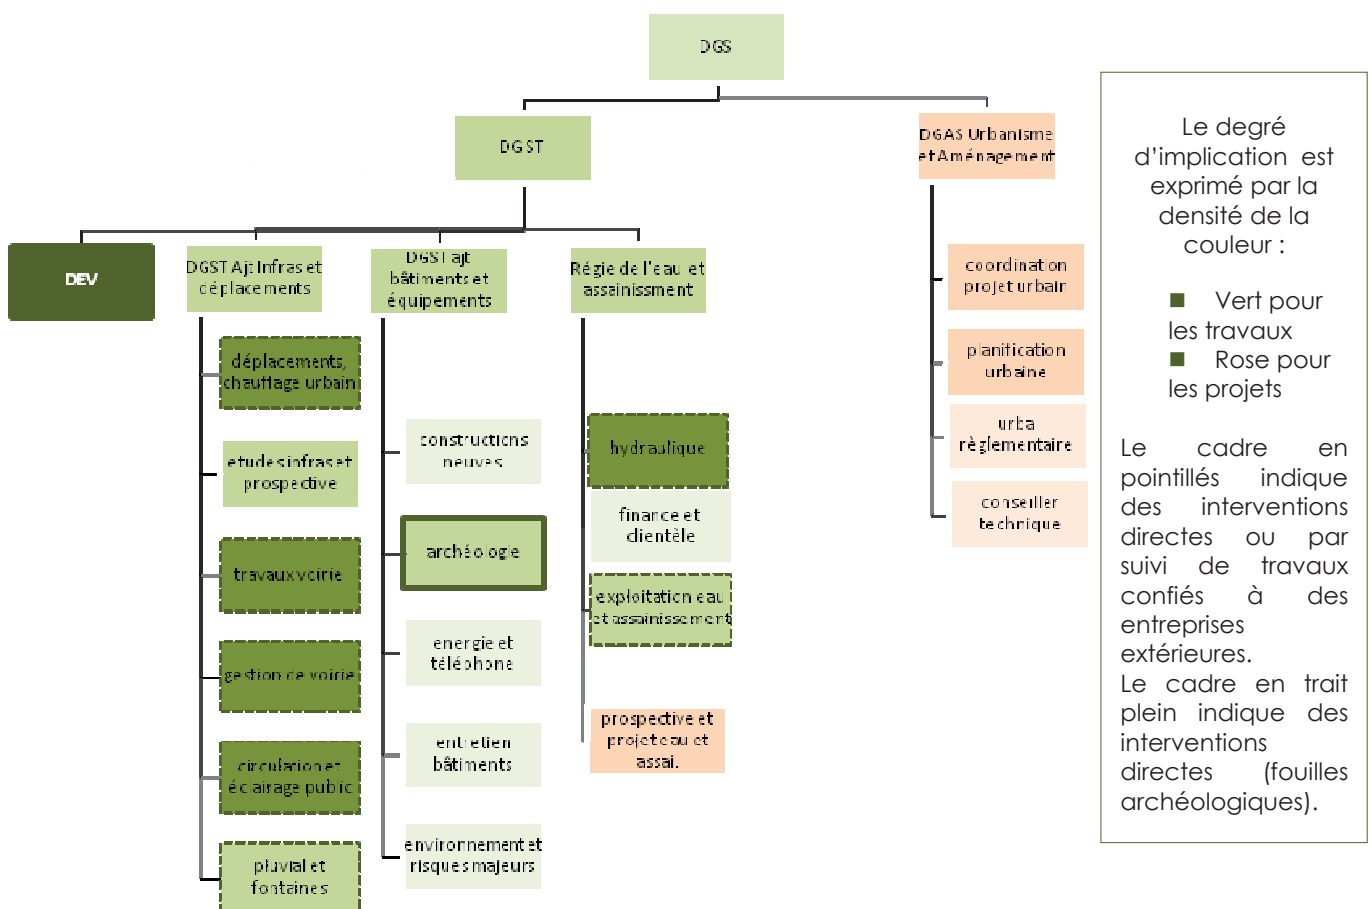 DGS
DGST
DGAS Urbanisme
et Aménagement
DEV
DGST Ajt Infras et
déplacements
DGST ajt
bâtiments et
équipements
Régie de l'eau et
assainissment
déplacements,
chauffage urbain
etudes infras et
prospective
travaux voirie
gestion de voirie
circulation et
éclairage public
pluvial et
fontaines
constructions
neuves
archéologie
energie et
téléphone
entretien
bâtiments
environnement et
risques majeurs
hydraulique
finance et
clientèle
exploitation eau
et assainissement
prospective et
projet eau et
assai.
coordination
projet urbain
planification
urbaine
urba
règlementaire
conseiller
technique
Le degré
d'implication est
exprimé par la
densité de la
couleur :
■ Vert pour
les travaux
■ Rose pour
les projets
Le cadre en
pointillés indique
des interventions
directes ou par
suivi de travaux
confiés à des
entreprises
extérieures.
Le cadre en trait
plein indique des
interventions
directes (fouilles
archéologiques).